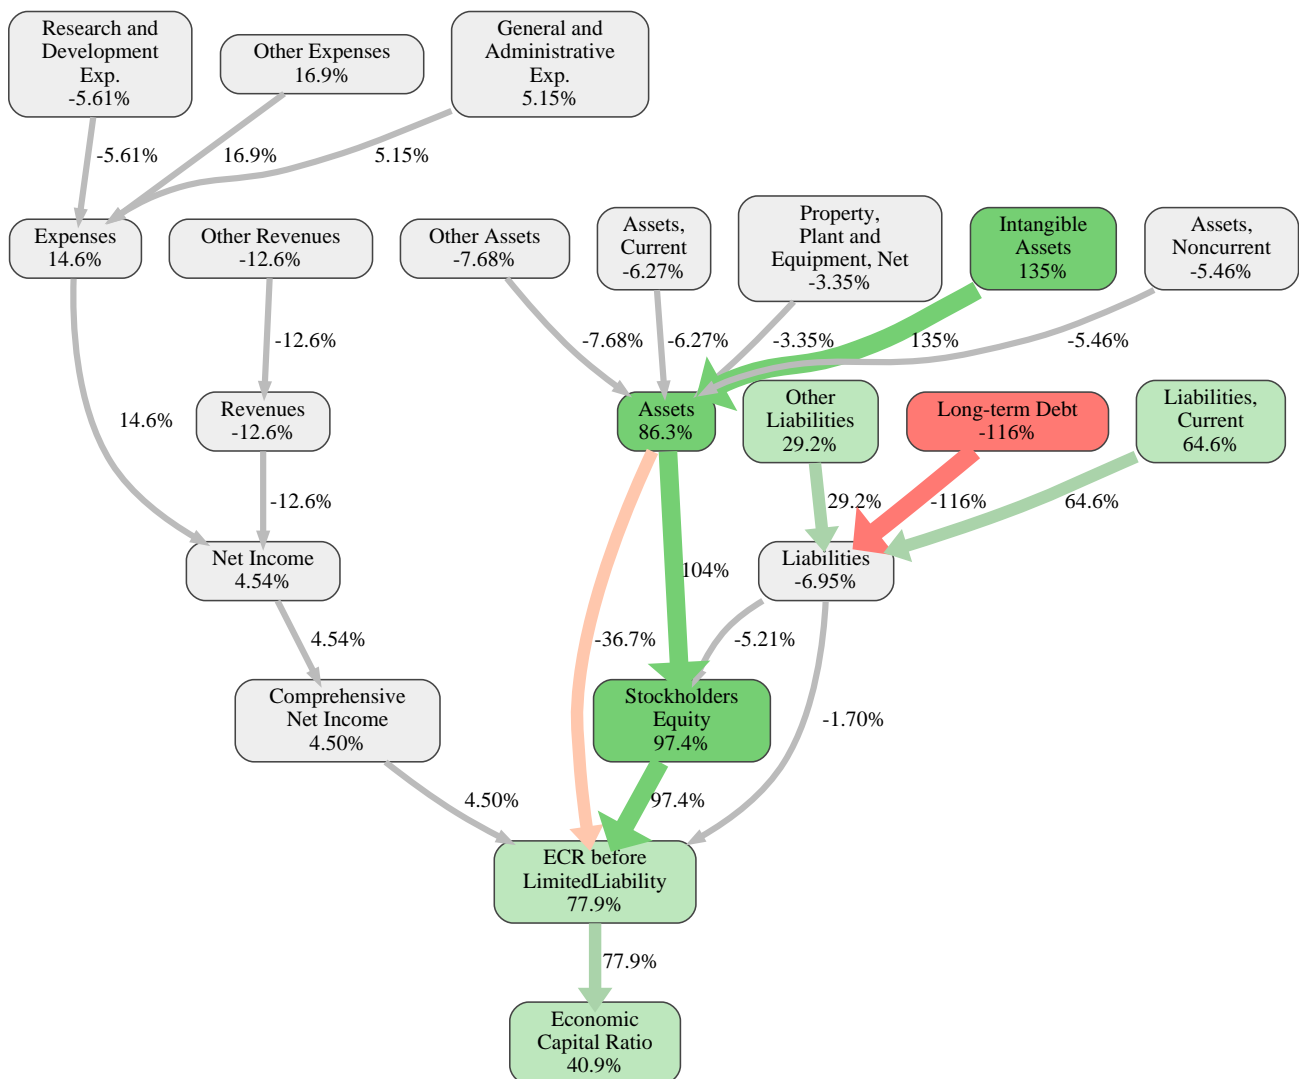 Research and
Development
Exp.
-5.61%
Other Expenses
16.9%
General and
Administrative
Exp.
5.15%
-5.61%
16.9%
5.15%
Expenses
14.6%
Other Revenues
-12.6%
Other Assets
-7.68%
Assets,
Current
-6.27%
Property,
Plant and
Equipment, Net
-3.35%
Intangible
Assets
135%
Assets,
Noncurrent
-5.46%
-12.6%
-7.68%
-6.27%
-3.35%
135%
-5.46%
14.6%
Revenues
-12.6%
Assets
86.3%
Other
Liabilities
29.2%
Long-term Debt
-116%
Liabilities,
Current
64.6%
-12.6%
29.2%
-116%
64.6%
Net Income
4.54%
104%
Liabilities
-6.95%
4.54%
-36.7%
-5.21%
Comprehensive
Net Income
4.50%
Stockholders
Equity
97.4%
-1.70%
4.50%
97.4%
ECR before
LimitedLiability
77.9%
77.9%
Economic
Capital Ratio
40.9%